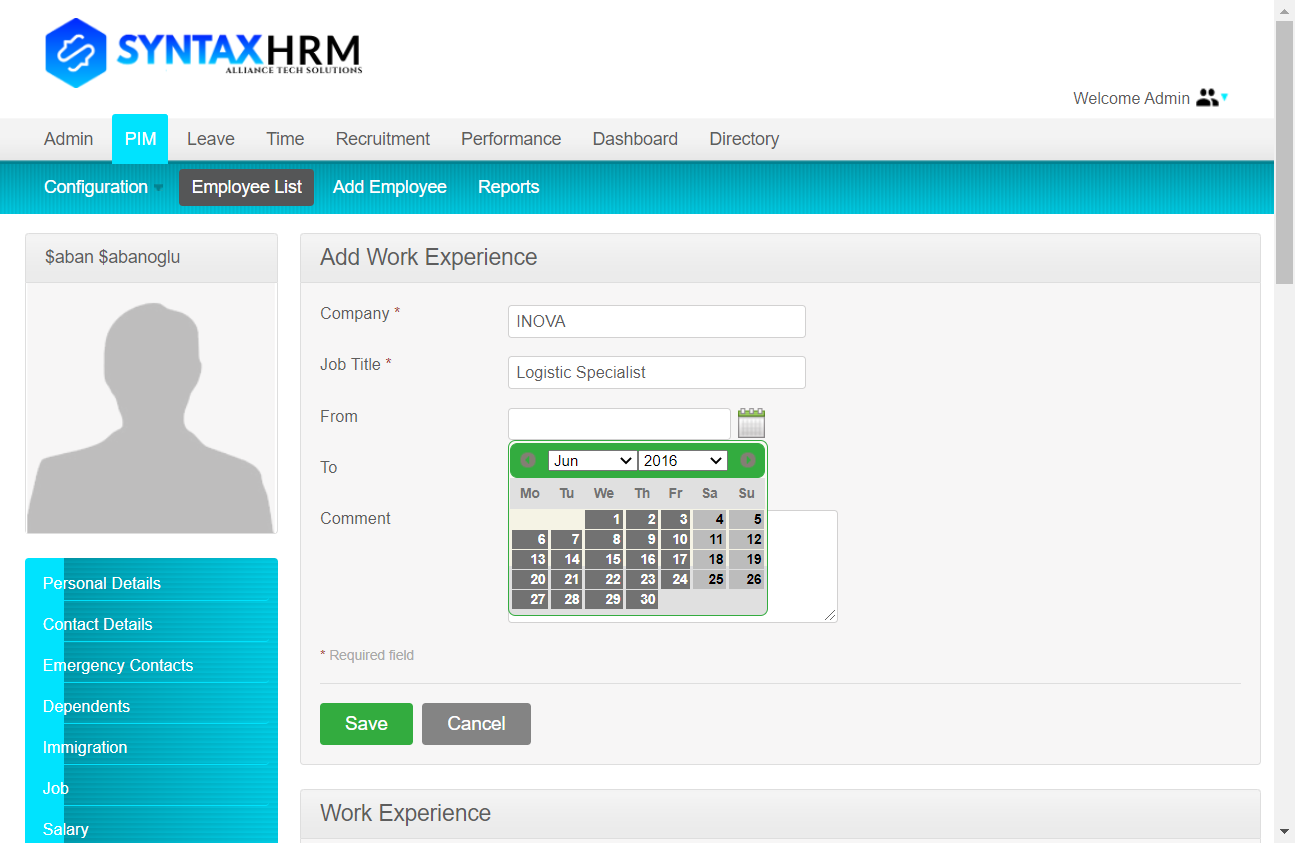 SYNTAXHRM
ALLIANCE TECH SOLUTIONS
Welcome Admin
Admin PIM Leave Time Recruitment Performance Dashboard Directory
Configuration Employee List Add Employee Reports
$aban $abanoglu
Add Work Experience
Company *
INOVA
Job Title *
Logistic Specialist
From
Jun 2016
To
Mo Tu We Th Fr Sa Su
Comment
1 2 3 4 5
6 7 8 9 10 11 12
13 14 15 16 17 18 19
20 21 22 23 24 25 26
27 28 29 30
* Required field
Save Cancel
Personal Details
Contact Details
Emergency Contacts
Dependents
Immigration
Job
Salary
Work Experience